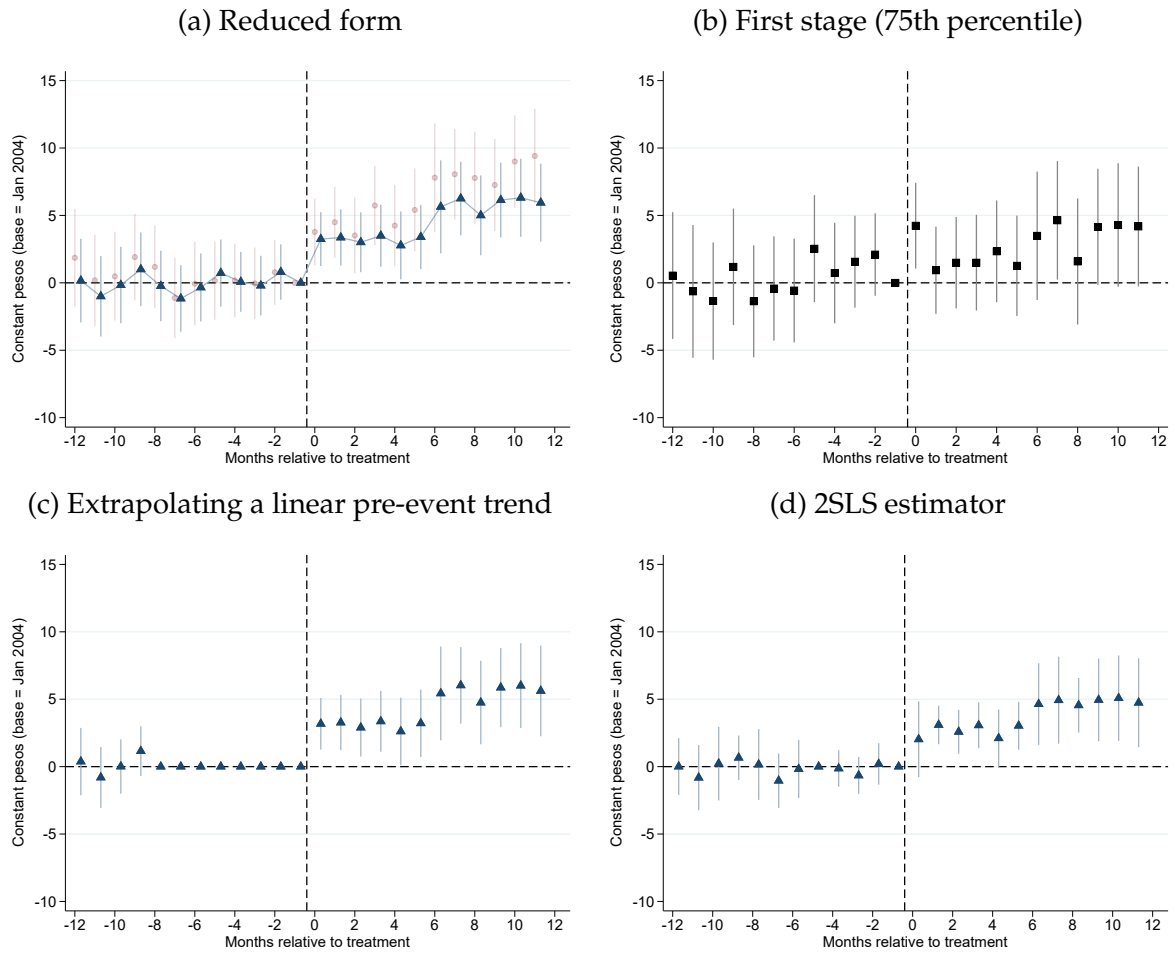 (a) Reduced form
Constant pesos (base = Jan 2004)
15
10
5
0
-5
-10
-12 -10 -8 -6 -4 -2 0 2 4 6 8 10 12
Months relative to treatment
(b) First stage (75th percentile)
Constant pesos (base = Jan 2004)
15
10
5
0
-5
-10
-12 -10 -8 -6 -4 -2 0 2 4 6 8 10 12
Months relative to treatment
(c) Extrapolating a linear pre-event trend
Constant pesos (base = Jan 2004)
15
10
5
0
-5
-10
-12 -10 -8 -6 -4 -2 0 2 4 6 8 10 12
Months relative to treatment
(d) 2SLS estimator
Constant pesos (base = Jan 2004)
15
10
5
0
-5
-10
-12 -10 -8 -6 -4 -2 0 2 4 6 8 10 12
Months relative to treatment